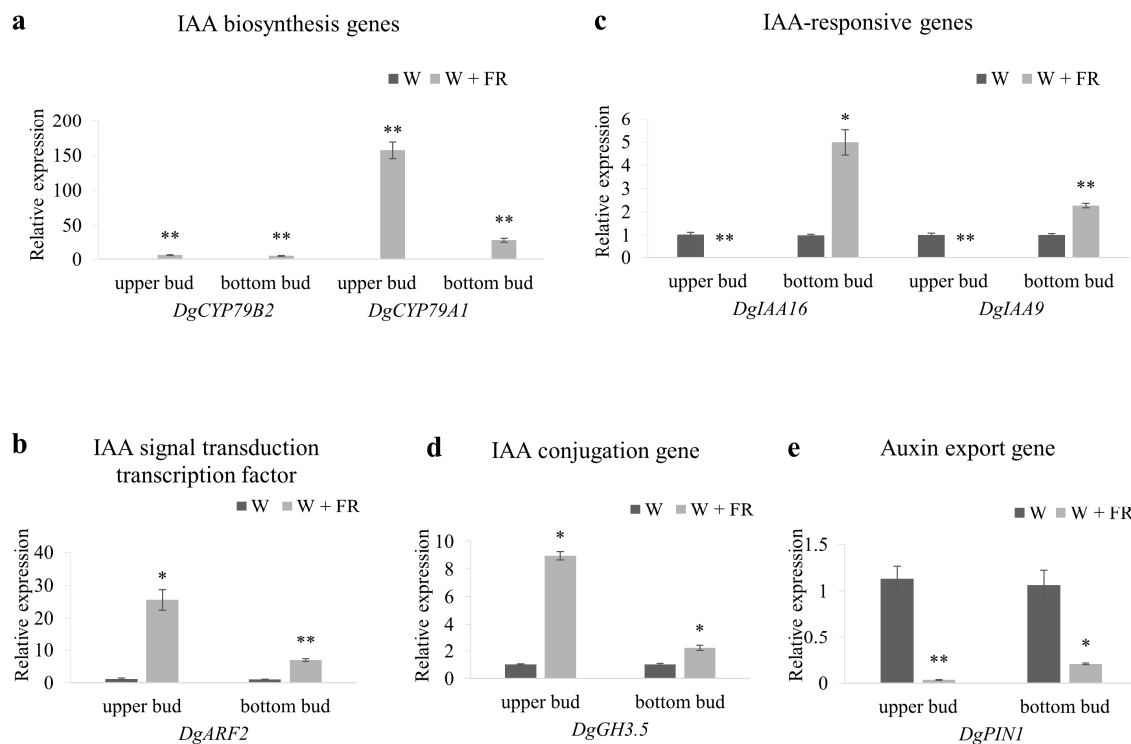 a
IAA biosynthesis genes
W W + FR
Relative expression
200
150
100
50
0
** ** ** **
upper bud bottom bud upper bud bottom bud
DgCYP79B2 DgCYP79A1
c
IAA-responsive genes
W W + FR
Relative expression
6
5
4
3
2
1
0
** * ** **
upper bud bottom bud upper bud bottom bud
DgIAA16 DgIAA9
b
IAA signal transduction
transcription factor
W W + FR
Relative expression
40
30
20
10
0
* **
upper bud bottom bud
DgARF2
d
IAA conjugation gene
W W + FR
Relative expression
10
8
6
4
2
0
* *
upper bud bottom bud
DgGH3.5
e
Auxin export gene
W W + FR
Relative expression
1.5
1
0.5
0
** *
upper bud bottom bud
DgPIN1